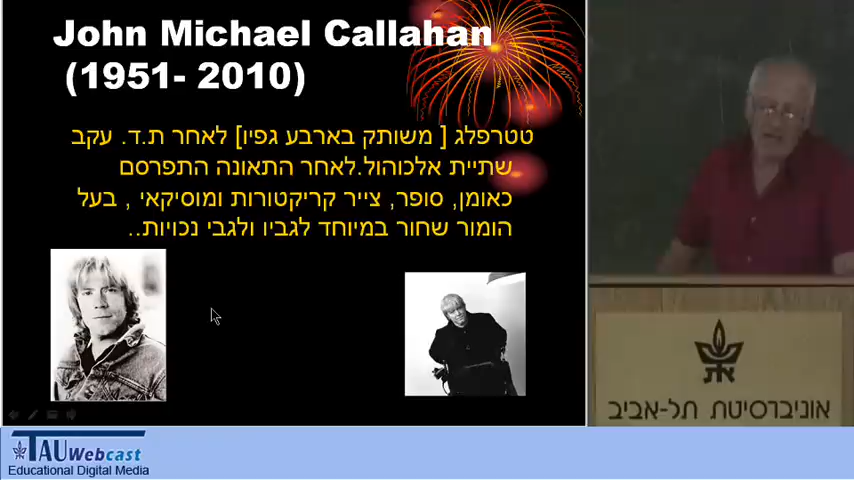 John Michael Callahan
(1951- 2010)
טטרפלג [ משותק בארבע גפיו] לאחר ת.ד. עקב
שתיית אלכוהול.לאחר התאונה התפרסם
כאומן, סופר, צייר קריקטורות ומוסיקאי , בעל
הומור שחור במיוחד לגביו ולגבי נכויות..
אוניברסיטת תל-אביב
TAU Webcast
Educational Digital Media